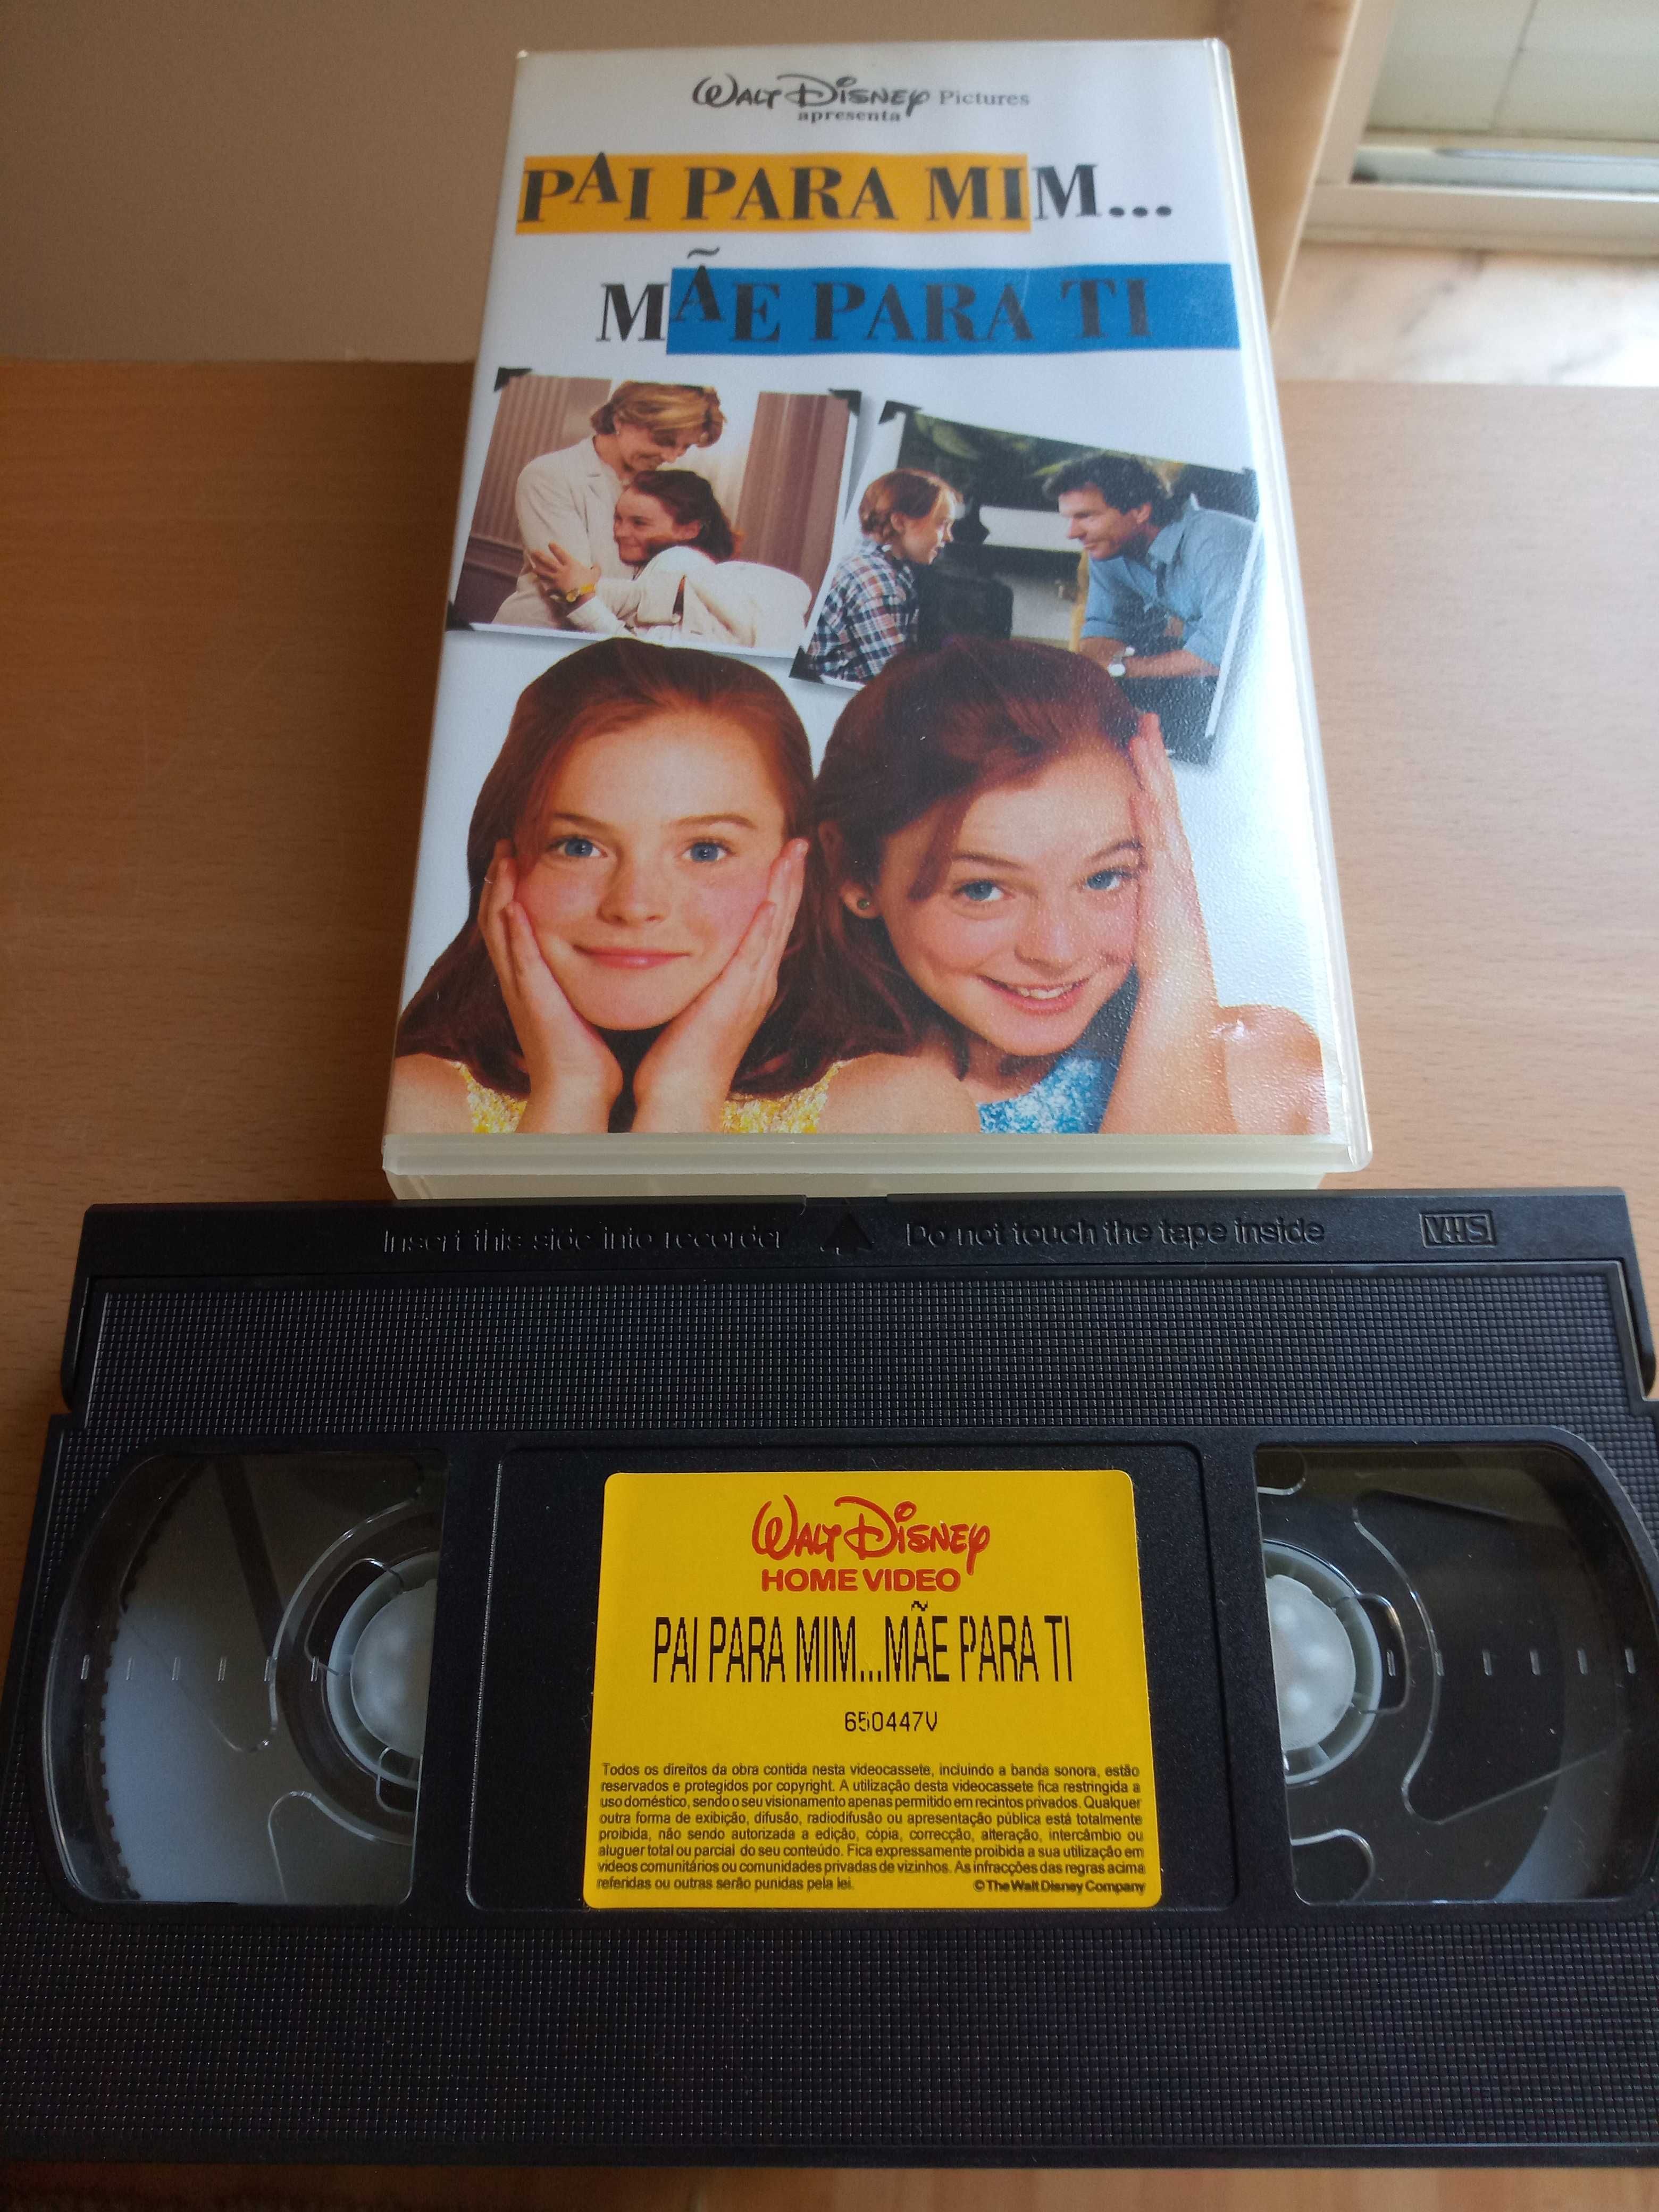 WALT DISNEY Pictures
apresenta
PAI PARA MIM...
MÃE PARA TI
Insert this side into recorder Do not touch the tape inside VHS
WALT DISNEY
HOME VIDEO
PAI PARA MIM...MÃE PARA TI
650447V
Todos os direitos da obra contida nesta videocassete, incluindo a banda sonora, estão
reservados e protegidos por copyright. A utilização desta videocassete fica restringida a
uso doméstico, sendo o seu visionamento apenas permitido em recintos privados. Qualquer
outra forma de exibição, difusão, radiodifusão ou apresentação pública está totalmente
proibida, não sendo autorizada a edição, cópia, correcção, alteração, intercâmbio ou
aluguer total ou parcial do seu conteúdo. Fica expressamente proibida a sua utilização em
videos comunitários ou comunidades privadas de vizinhos. As infracções das regras acima
referidas ou outras serão punidas pela lei. © The Walt Disney Company